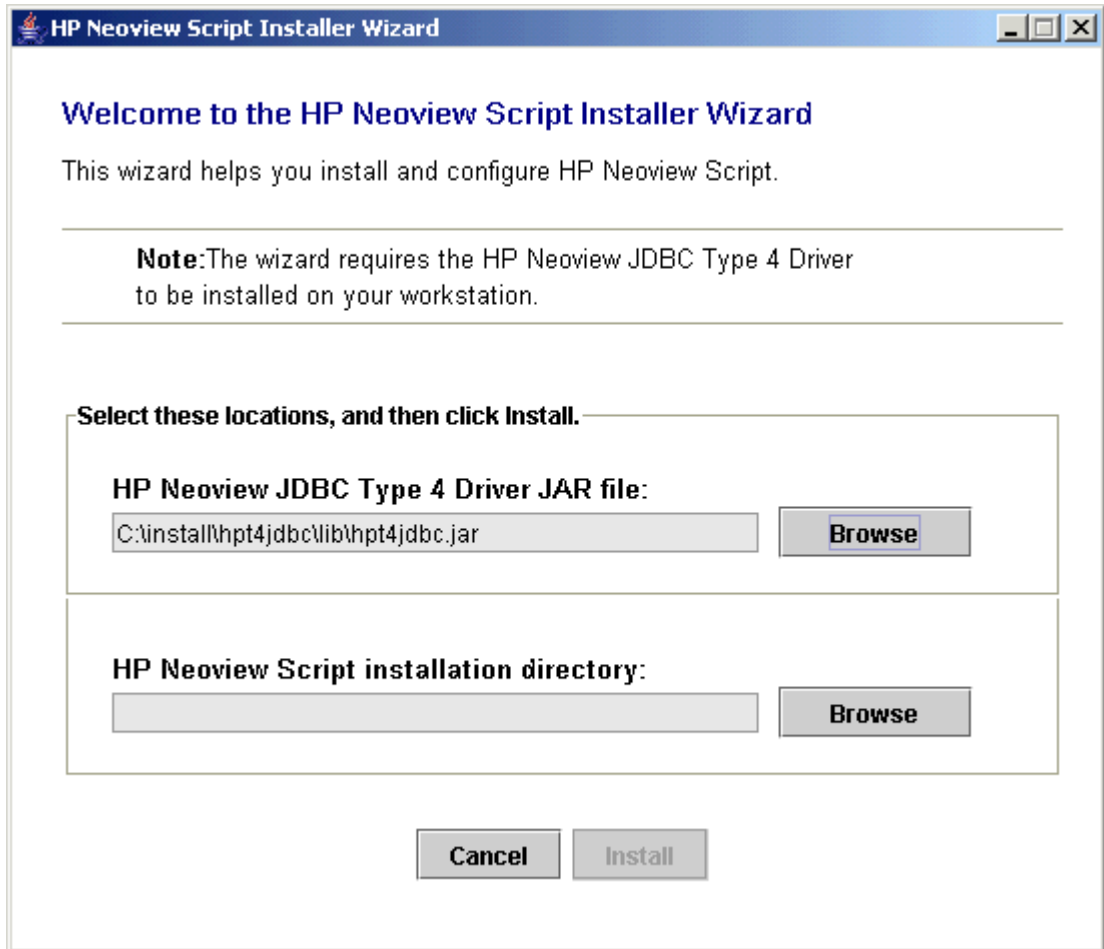 HP Neoview Script Installer Wizard
Welcome to the HP Neoview Script Installer Wizard
This wizard helps you install and configure HP Neoview Script.
Note:The wizard requires the HP Neoview JDBC Type 4 Driver
to be installed on your workstation.
Select these locations, and then click Install.
HP Neoview JDBC Type 4 Driver JAR file:
C:\install\hpt4jdbc\lib\hpt4jdbc.jar
Browse
HP Neoview Script installation directory:
Browse
Cancel Install